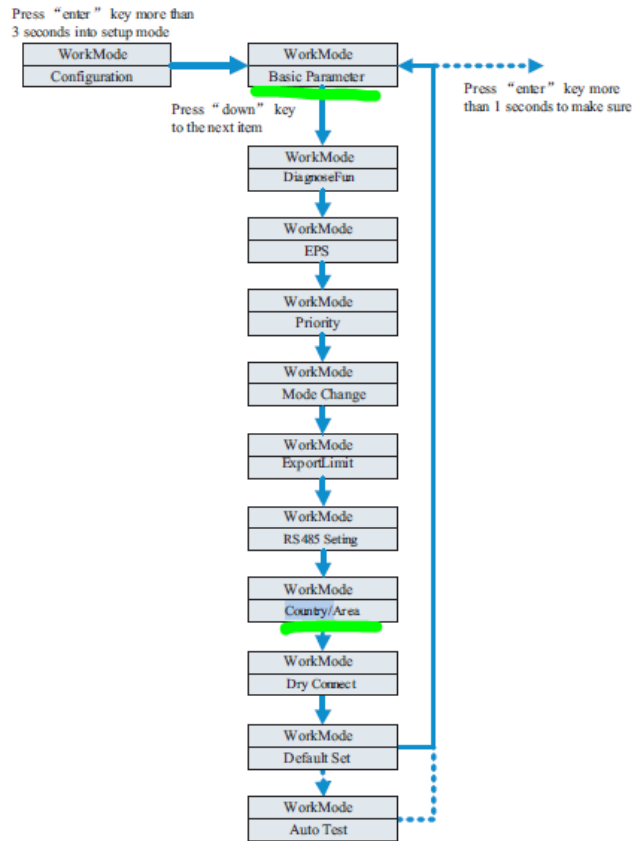 Press “enter” key more than
3 seconds into setup mode
WorkMode
Configuration
WorkMode
Basic Parameter
Press “enter” key more
than 1 seconds to make sure
Press “down” key
to the next item
WorkMode
DiagnoseFun
WorkMode
EPS
WorkMode
Priority
WorkMode
Mode Change
WorkMode
ExportLimit
WorkMode
RS485 Seting
WorkMode
Country/Area
WorkMode
Dry Connect
WorkMode
Default Set
WorkMode
Auto Test